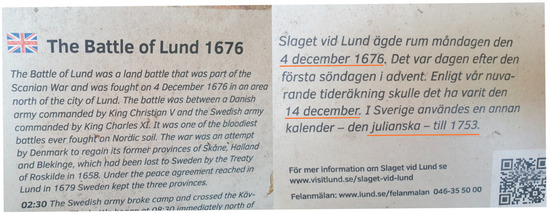 The Battle of Lund 1676
The Battle of Lund was a land battle that was part of the
Scanian War and was fought on 4 December 1676 in an area
north of the city of Lund. The battle was between a Danish
army commanded by King Christian V and the Swedish army
commanded by King Charles XI. It was one of the bloodiest
battles ever fought on Nordic soil. The war was an attempt
by Denmark to regain its former provinces of Skåne, Halland
and Blekinge, which had been lost to Sweden by the Treaty
of Roskilde in 1658. Under the peace agreement reached in
Lund in 1679 Sweden kept the three provinces.
02:30 The Swedish army broke camp and crossed the Käv-
began at 08:30 immediately north of
Slaget vid Lund ägde rum måndagen den
4 december 1676. Det var dagen efter den
första söndagen i advent. Enligt vår nuva-
rande tideräkning skulle det ha varit den
14 december. I Sverige användes en annan
kalender – den julianska – till 1753.
För mer information om Slaget vid Lund se
www.visitlund.se/slaget-vid-lund
Felanmälan: www.lund.se/felanmalan 046-35 50 00